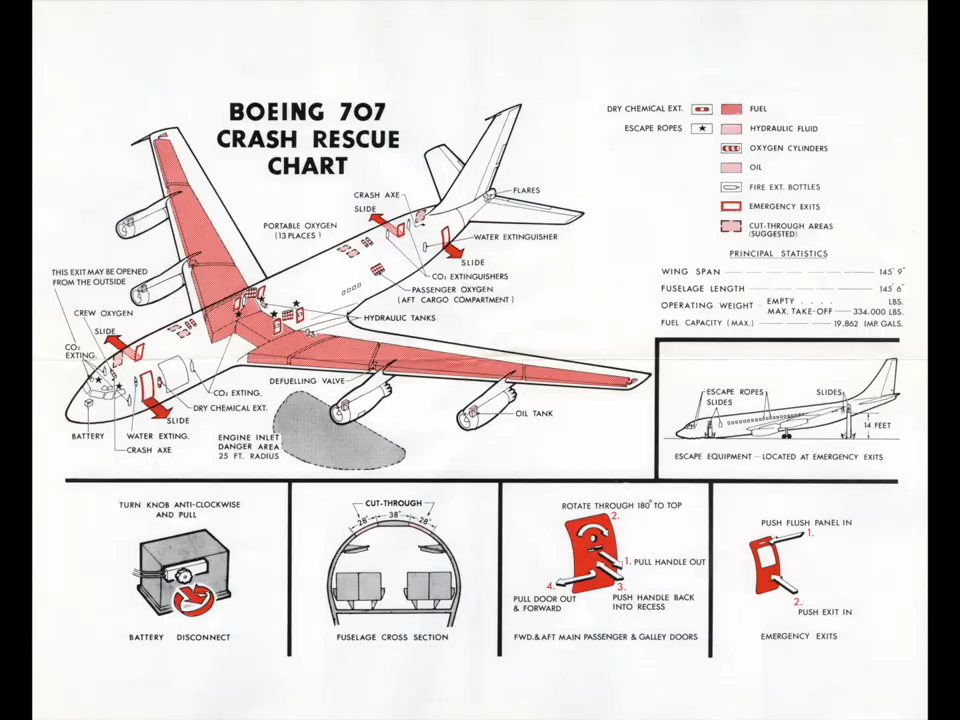 BOEING 707
CRASH RESCUE
CHART
DRY CHEMICAL EXT.
ESCAPE ROPES
FUEL
HYDRAULIC FLUID
OXYGEN CYLINDERS
OIL
FIRE EXT. BOTTLES
EMERGENCY EXITS
CUT-THROUGH AREAS
(SUGGESTED)
PRINCIPAL STATISTICS
WING SPAN 145' 9"
FUSELAGE LENGTH 145' 6"
OPERATING WEIGHT — EMPTY . . . . LBS.
MAX. TAKE-OFF — 334.000 LBS.
FUEL CAPACITY (MAX.) 19,862 IMP. GALS.
CRASH AXE
SLIDE
FLARES
PORTABLE OXYGEN
(13 PLACES)
WATER EXTINGUISHER
SLIDE
CO₂ EXTINGUISHERS
PASSENGER OXYGEN
(AFT CARGO COMPARTMENT)
HYDRAULIC TANKS
THIS EXIT MAY BE OPENED
FROM THE OUTSIDE
CREW OXYGEN
SLIDE
CO₂
EXTING.
DEFUELLING VALVE
CO₂ EXTING.
DRY CHEMICAL EXT.
SLIDE
OIL TANK
BATTERY
WATER EXTING.
CRASH AXE
ENGINE INLET
DANGER AREA
25 FT. RADIUS
ESCAPE ROPES
SLIDES
SLIDES
14 FEET
ESCAPE EQUIPMENT — LOCATED AT EMERGENCY EXITS
TURN KNOB ANTI-CLOCKWISE
AND PULL
BATTERY DISCONNECT
CUT-THROUGH
28" 38" 28"
FUSELAGE CROSS SECTION
ROTATE THROUGH 180° TO TOP
2.
1. PULL HANDLE OUT
4.
3.
PULL DOOR OUT
& FORWARD
PUSH HANDLE BACK
INTO RECESS
FWD. & AFT MAIN PASSENGER & GALLEY DOORS
PUSH FLUSH PANEL IN
1.
2.
PUSH EXIT IN
EMERGENCY EXITS